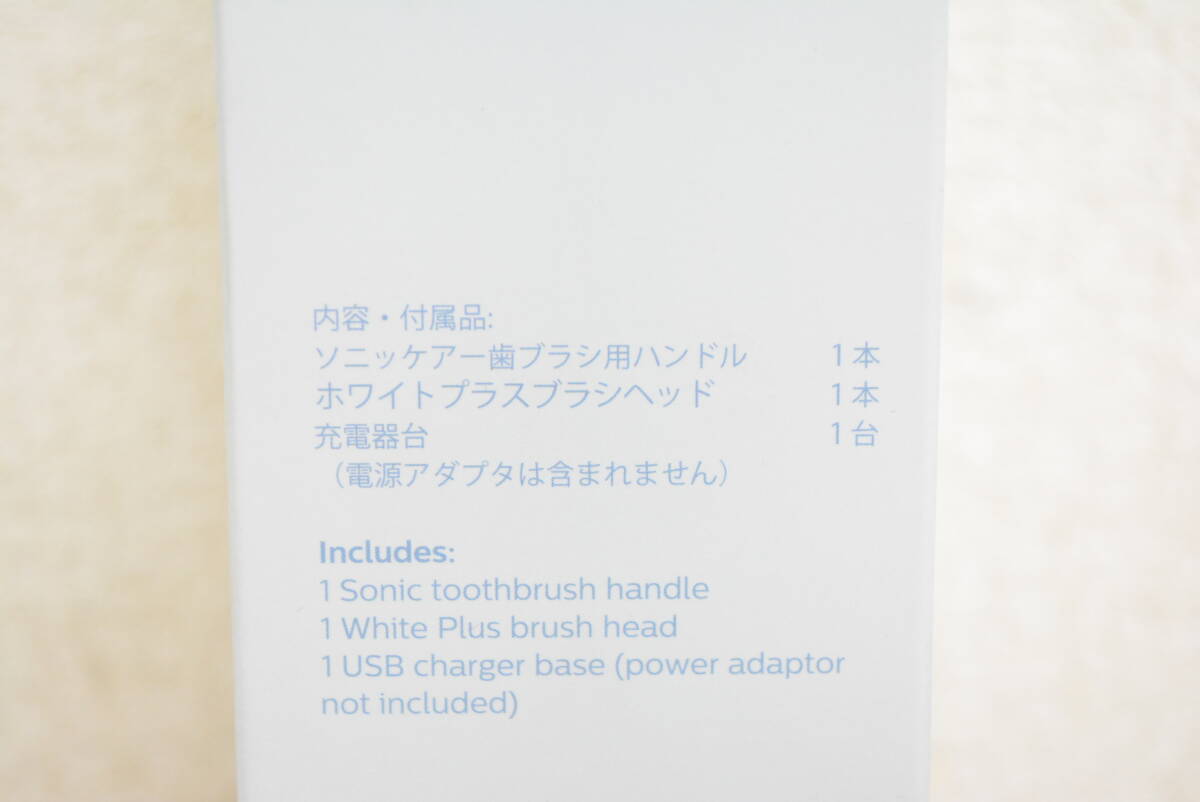 内容・付属品:
ソニッケアー歯ブラシ用ハンドル 1本
ホワイトプラスブラシヘッド 1本
充電器台 1台
（電源アダプタは含まれません）
Includes:
1 Sonic toothbrush handle
1 White Plus brush head
1 USB charger base (power adaptor
not included)